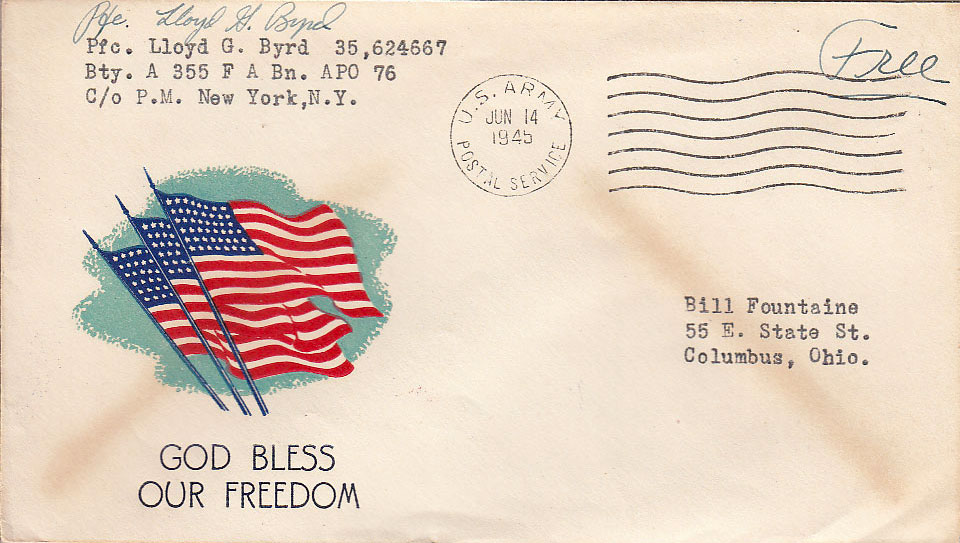 Pfc. Lloyd G. Byrd
Pfc. Lloyd G. Byrd 35,624667
Bty. A 355 F A Bn. APO 76
C/o P.M. New York,N.Y.
Free
U.S. ARMY
JUN 14
1945
POSTAL SERVICE
Bill Fountaine
55 E. State St.
Columbus, Ohio.
GOD BLESS
OUR FREEDOM